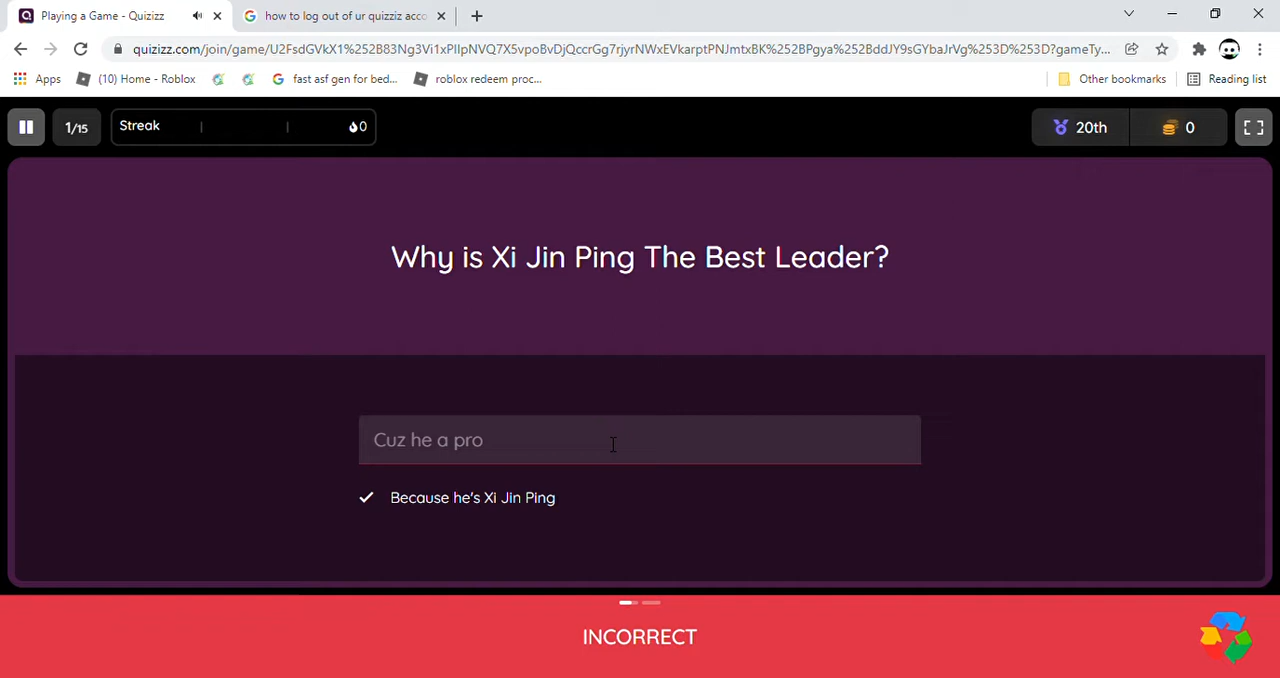 Playing a Game - Quizizz
how to log out of ur quizziz acco
quizizz.com/join/game/U2FsdGVkX1%252B83Ng3Vi1xPIIpNVQ7X5vpoBvDjQccrGg7rjyrNWxEVkarptPNJmtxBK%252BPgya%252BddJY9sGYbaJrVg%253D%253D?gameTy...
Apps
(10) Home - Roblox
fast asf gen for bed...
roblox redeem proc...
Other bookmarks
Reading list
1/15
Streak
0
20th
0
Why is Xi Jin Ping The Best Leader?
Cuz he a pro
Because he's Xi Jin Ping
INCORRECT